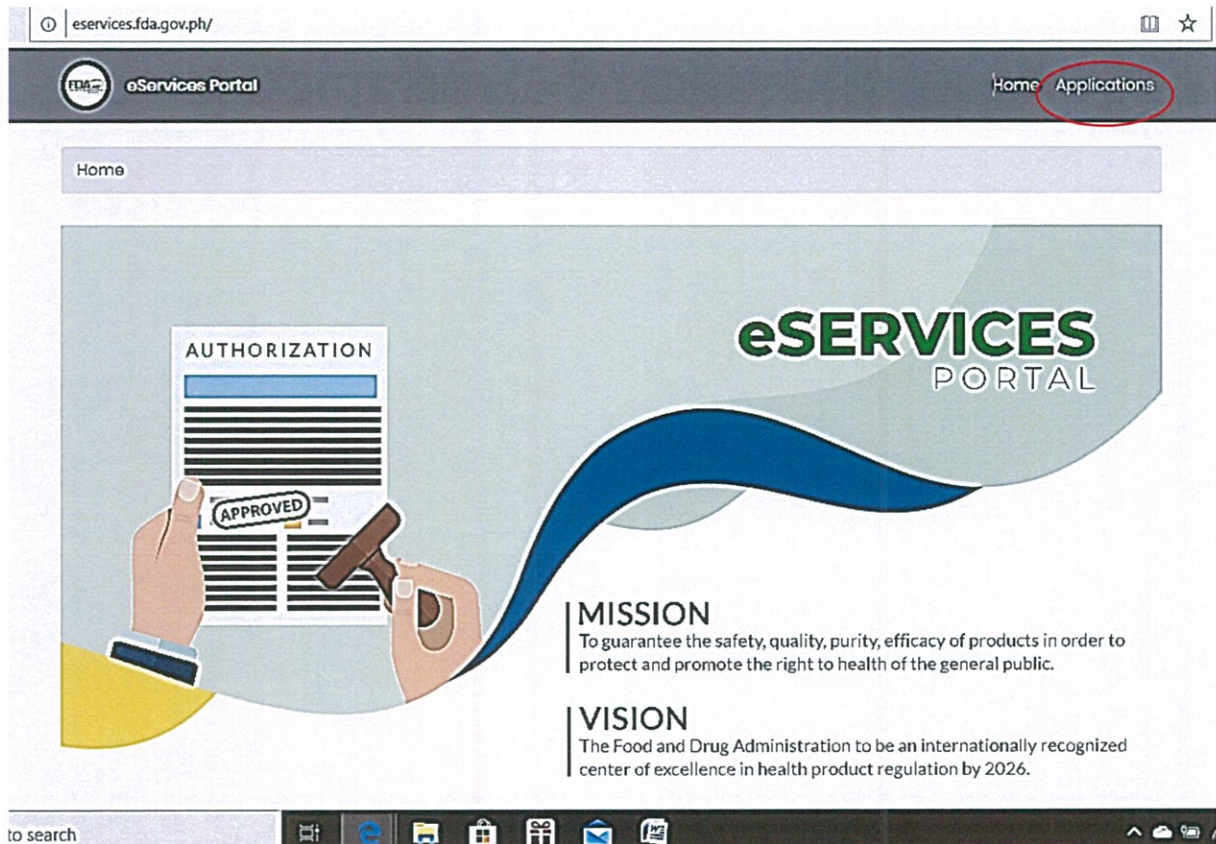 eservices.fda.gov.ph/
FDA
eServices Portal
Home Applications
Home
AUTHORIZATION
APPROVED
eSERVICES
PORTAL
MISSION
To guarantee the safety, quality, purity, efficacy of products in order to
protect and promote the right to health of the general public.
VISION
The Food and Drug Administration to be an internationally recognized
center of excellence in health product regulation by 2026.
to search